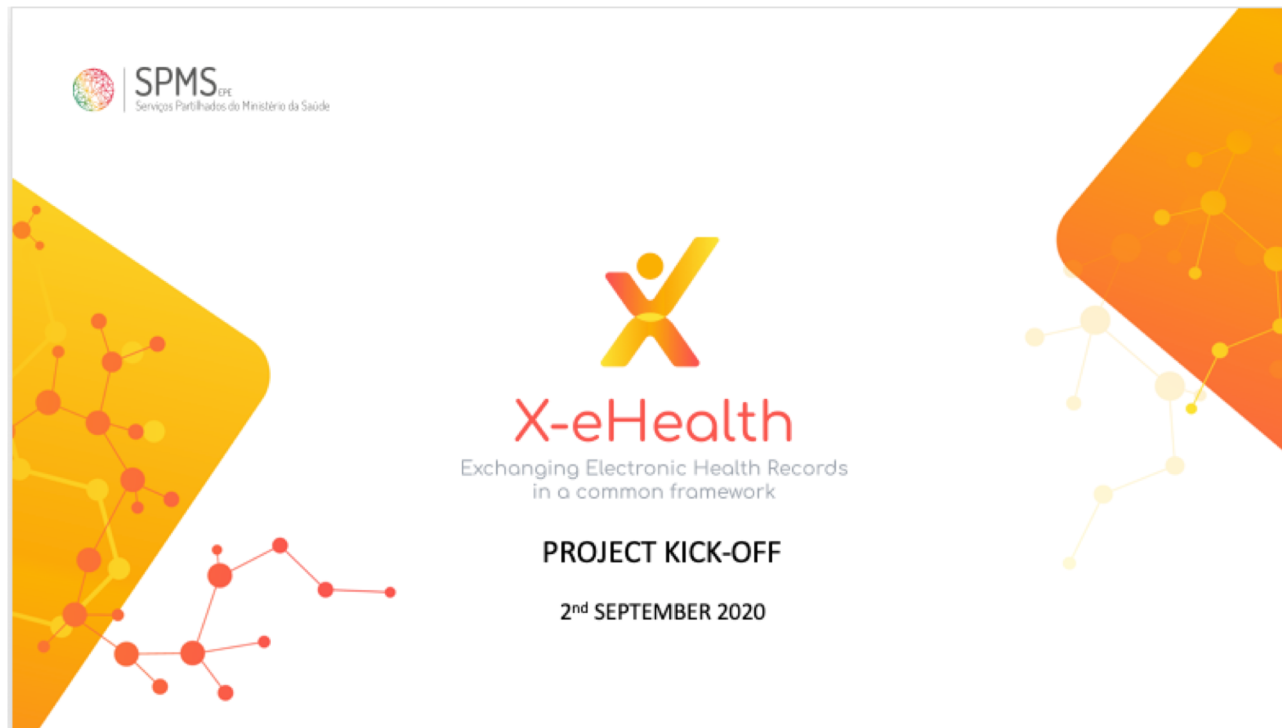 SPMS EPE
Serviços Partilhados do Ministério da Saúde
X-eHealth
Exchanging Electronic Health Records
in a common framework
PROJECT KICK-OFF
2nd SEPTEMBER 2020